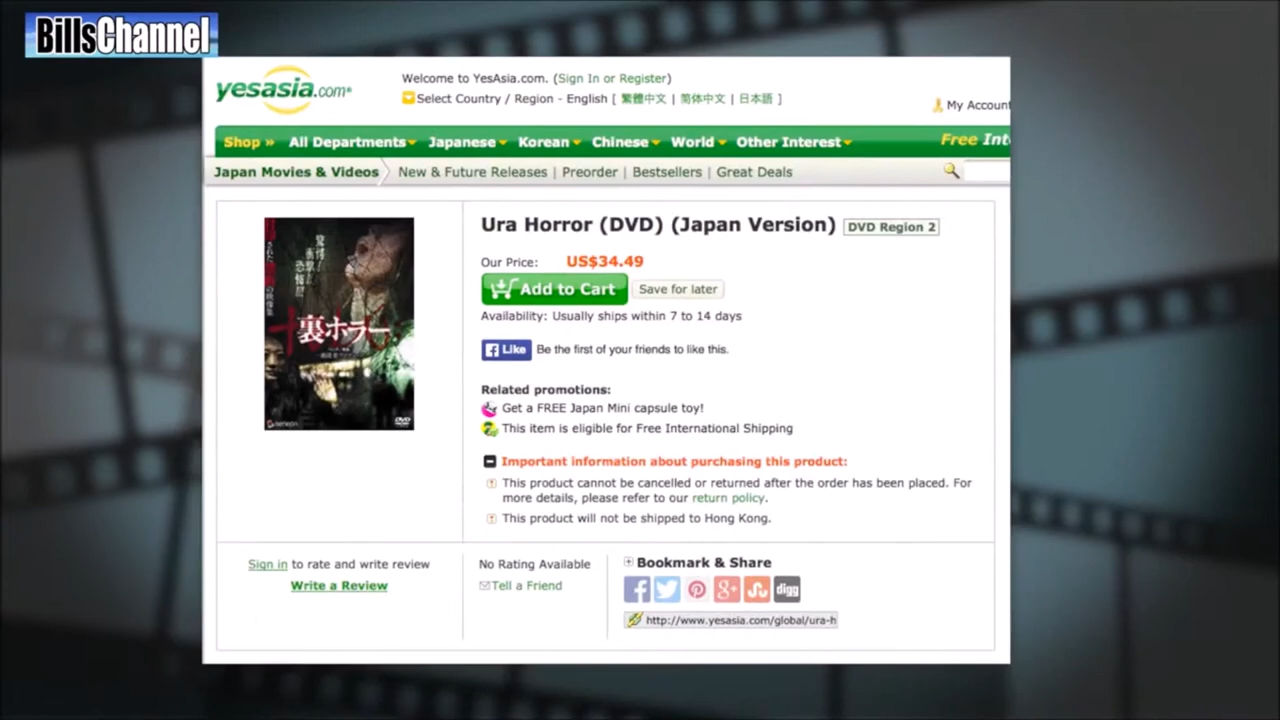 BillsChannel
yesasia.com®
Welcome to YesAsia.com. (Sign In or Register)
Select Country / Region - English [ 繁體中文 | 简体中文 | 日本語 ]
My Account
Shop » All Departments Japanese Korean Chinese World Other Interest Free Int
Japan Movies & Videos New & Future Releases | Preorder | Bestsellers | Great Deals
Ura Horror (DVD) (Japan Version) DVD Region 2
Our Price: US$34.49
Add to Cart Save for later
Availability: Usually ships within 7 to 14 days
Like Be the first of your friends to like this.
Related promotions:
Get a FREE Japan Mini capsule toy!
This item is eligible for Free International Shipping
Important information about purchasing this product:
This product cannot be cancelled or returned after the order has been placed. For
more details, please refer to our return policy.
This product will not be shipped to Hong Kong.
裏ホラー
DVD
Sign in to rate and write review
Write a Review
No Rating Available
Tell a Friend
Bookmark & Share
digg
http://www.yesasia.com/global/ura-h